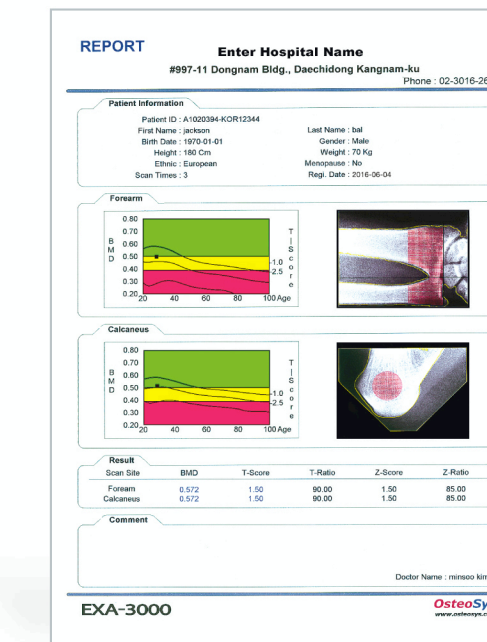 REPORT
Enter Hospital Name
#997-11 Dongnam Bldg., Daechidong Kangnam-ku
Phone : 02-3016-26
Patient Information
Patient ID : A1020394-KOR12344
First Name : jackson Last Name : bal
Birth Date : 1970-01-01 Gender : Male
Height : 180 Cm Weight : 70 Kg
Ethnic : European Menopause : No
Scan Times : 3 Regi. Date : 2016-06-04
Forearm
BMD
0.80
0.70
0.60
0.50
0.40
0.30
0.20
20 40 60 80 100 Age
-1.0
-2.5
T-Score
Calcaneus
BMD
0.80
0.70
0.60
0.50
0.40
0.30
0.20
20 40 60 80 100 Age
-1.0
-2.5
T-Score
Result
Scan Site BMD T-Score T-Ratio Z-Score Z-Ratio
Foream 0.572 1.50 90.00 1.50 85.00
Calcaneus 0.572 1.50 90.00 1.50 85.00
Comment
Doctor Name : minsoo kim
EXA-3000
OsteoSy
www.osteosys.c